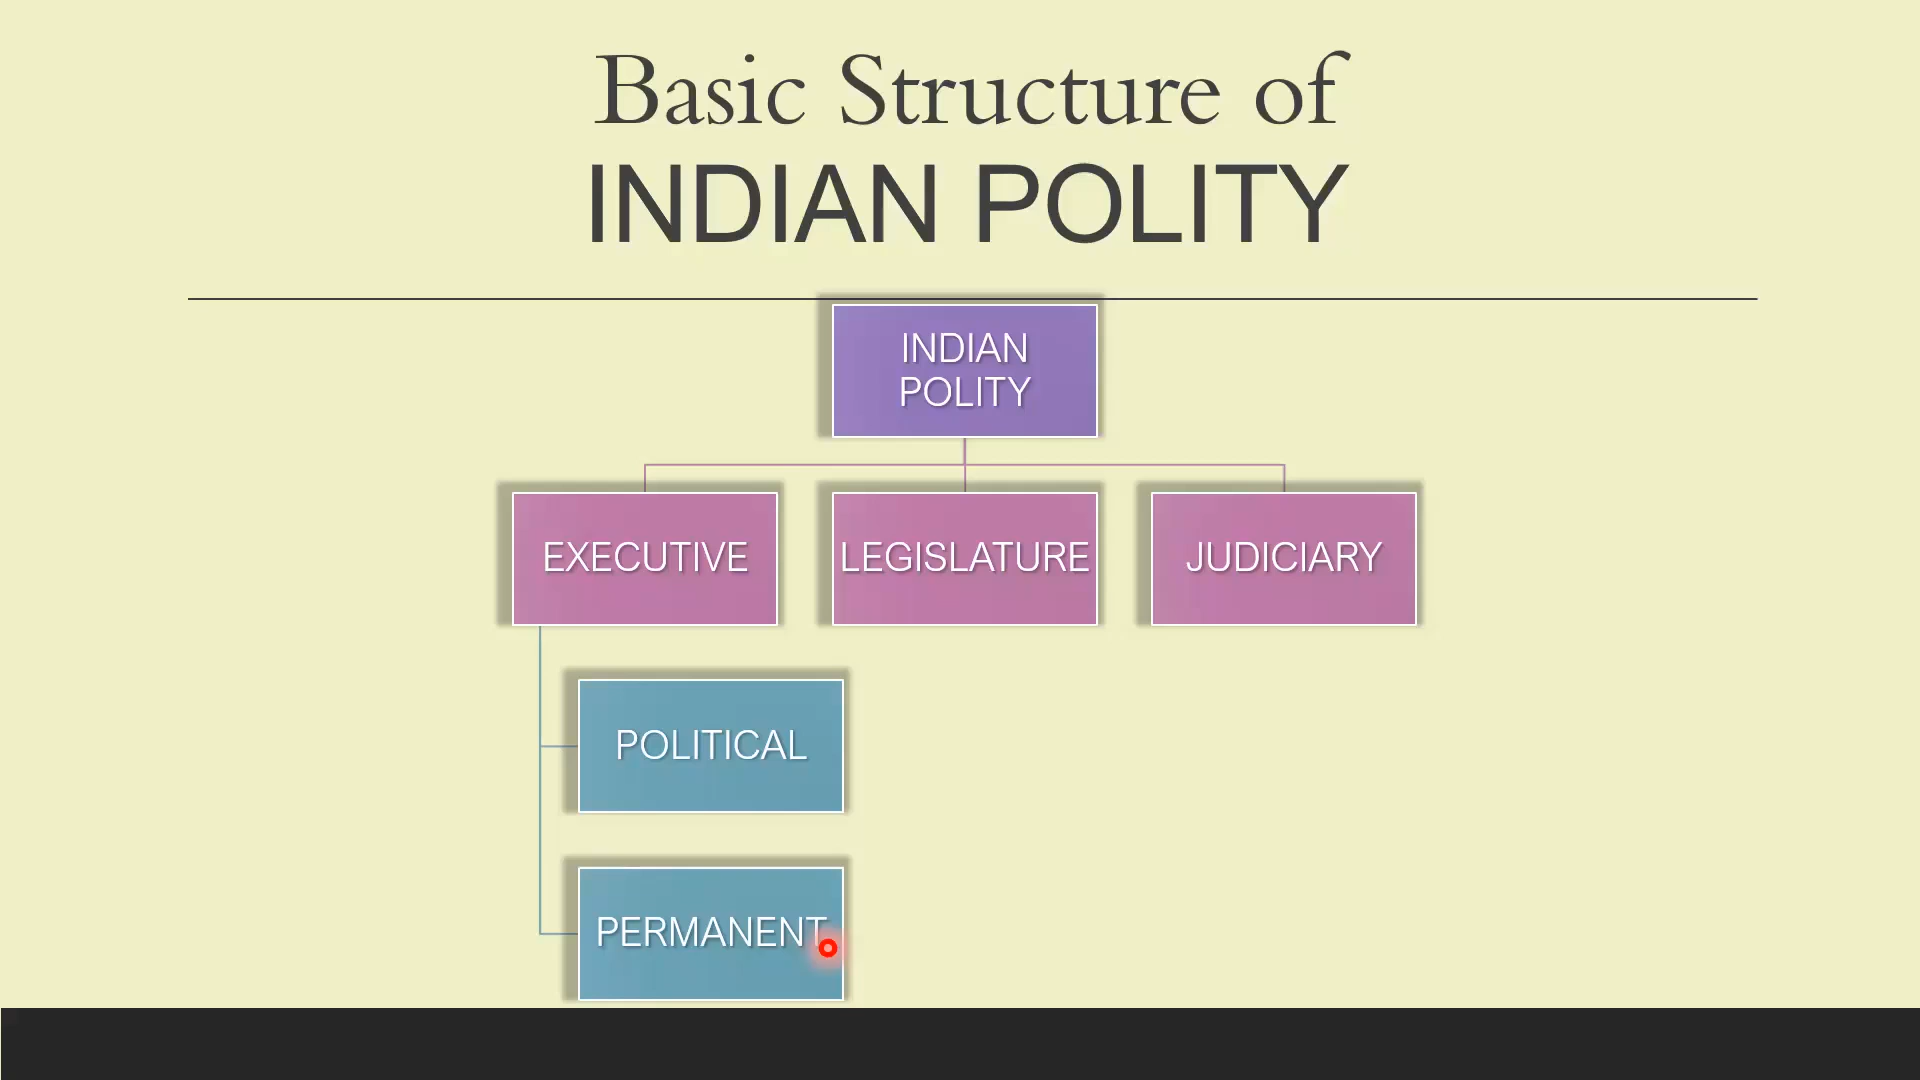 Basic Structure of
INDIAN POLITY
INDIAN
POLITY
EXECUTIVE
LEGISLATURE
JUDICIARY
POLITICAL
PERMANENT